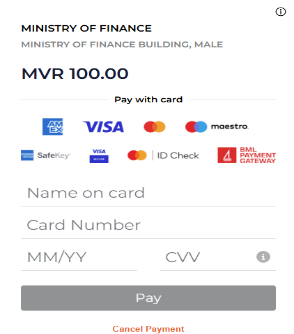 MINISTRY OF FINANCE
MINISTRY OF FINANCE BUILDING, MALE
MVR 100.00
Pay with card
AMEX VISA maestro.
SafeKey VISA ID Check BML PAYMENT GATEWAY
Name on card
Card Number
MM/YY CVV
Pay
Cancel Payment